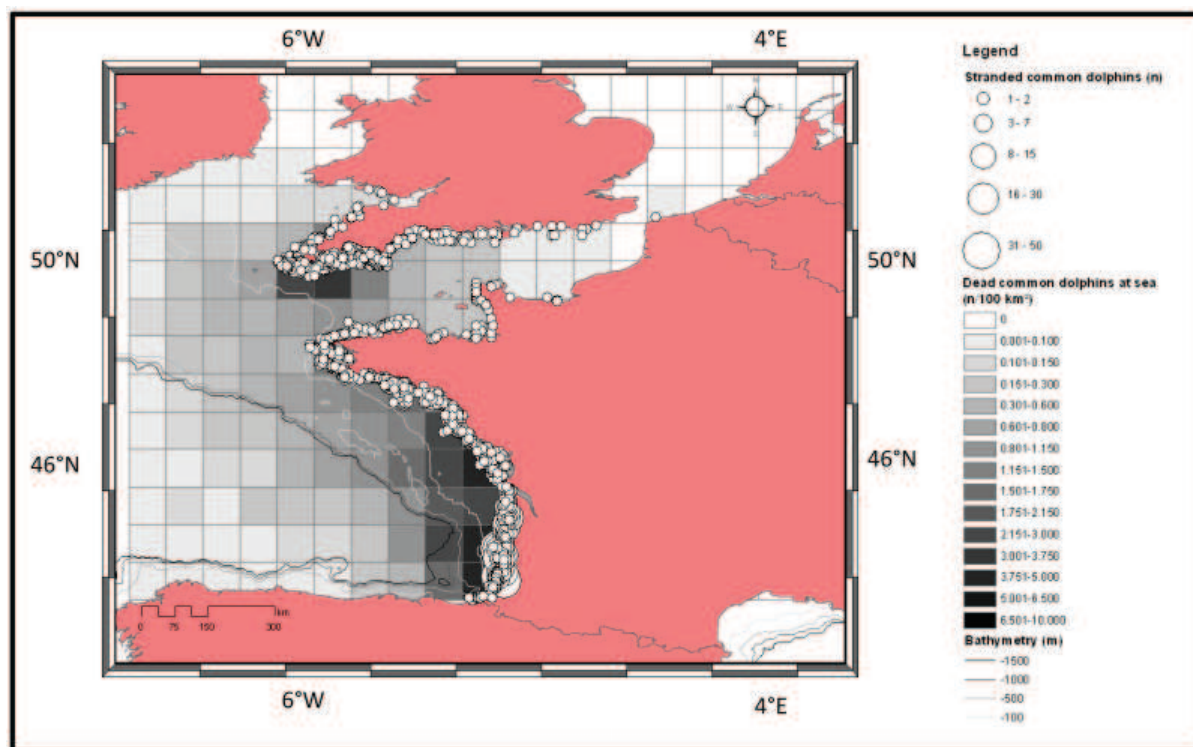 6°W 4°E
50°N 50°N
46°N 46°N
6°W 4°E
km
0 75 150 300
Legend
Stranded common dolphins (n)
1 - 2
3 - 7
8 - 15
16 - 30
31 - 50
Dead common dolphins at sea
(n/100 km²)
0
0.001-0.100
0.101-0.150
0.151-0.300
0.301-0.600
0.601-0.800
0.801-1.150
1.151-1.500
1.501-1.750
1.751-2.150
2.151-3.000
3.001-3.750
3.751-5.000
5.001-6.500
6.501-10.000
Bathymetry (m)
-1500
-1000
-500
-100